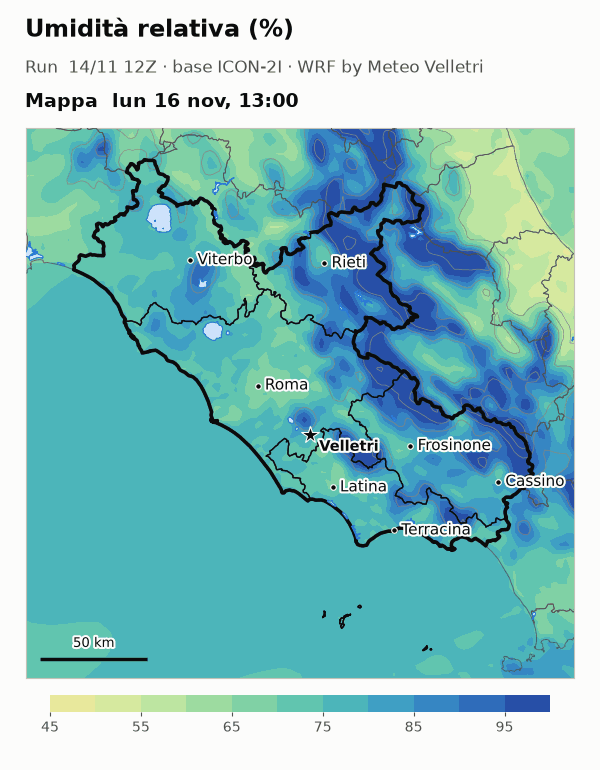 Umidità relativa (%)
Run  14/11 12Z · base ICON-2I · WRF by Meteo Velletri
Mappa  lun 16 nov, 13:00
Viterbo
Rieti
Roma
Velletri
Frosinone
Cassino
Latina
Terracina
50 km
45 55 65 75 85 95